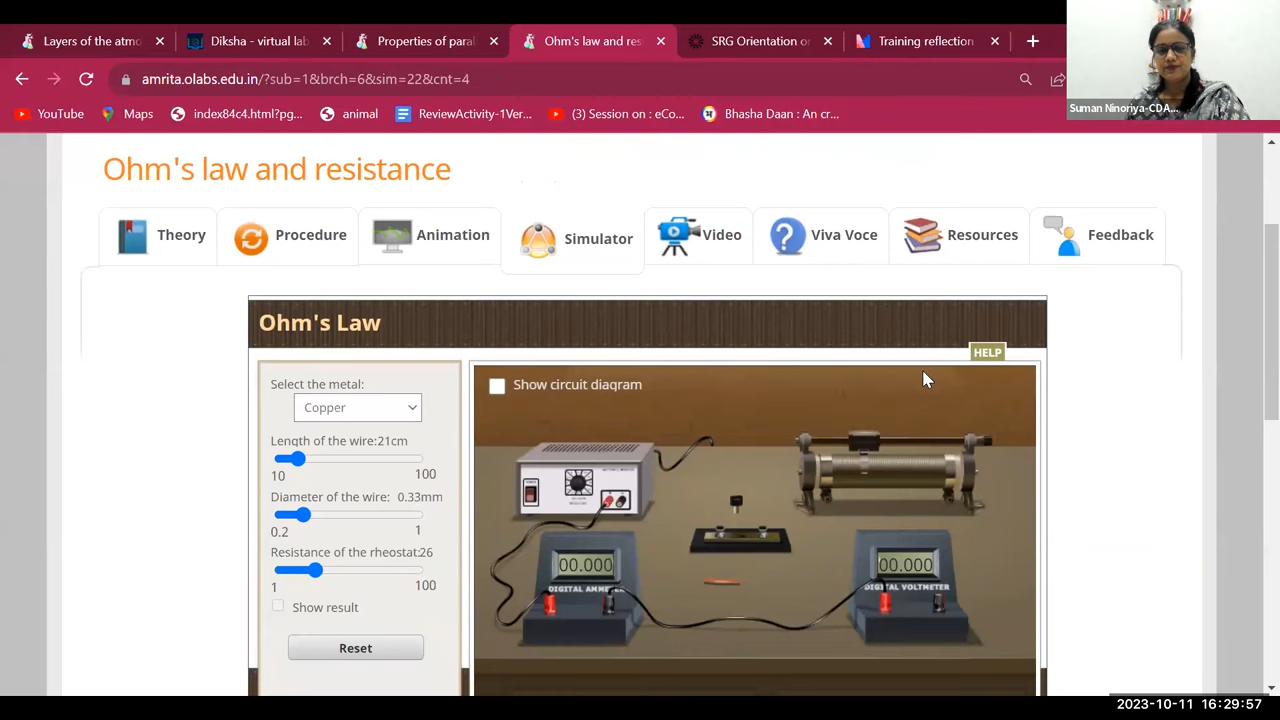 Layers of the atmo
Diksha - virtual lab
Properties of paral
Ohm's law and res
SRG Orientation or
Training reflection
amrita.olabs.edu.in/?sub=1&brch=6&sim=22&cnt=4
Suman Ninoriya-CDA...
YouTube
Maps
index84c4.html?pg...
animal
ReviewActivity-1Ver...
(3) Session on : eCo...
Bhasha Daan : An cr...
Ohm's law and resistance
Theory
Procedure
Animation
Simulator
Video
Viva Voce
Resources
Feedback
Ohm's Law
HELP
Select the metal:
Copper
Length of the wire:21cm
10 100
Diameter of the wire: 0.33mm
0.2 1
Resistance of the rheostat:26
1 100
Show result
Reset
Show circuit diagram
00.000
DIGITAL AMMETER
00.000
DIGITAL VOLTMETER
2023-10-11 16:29:57